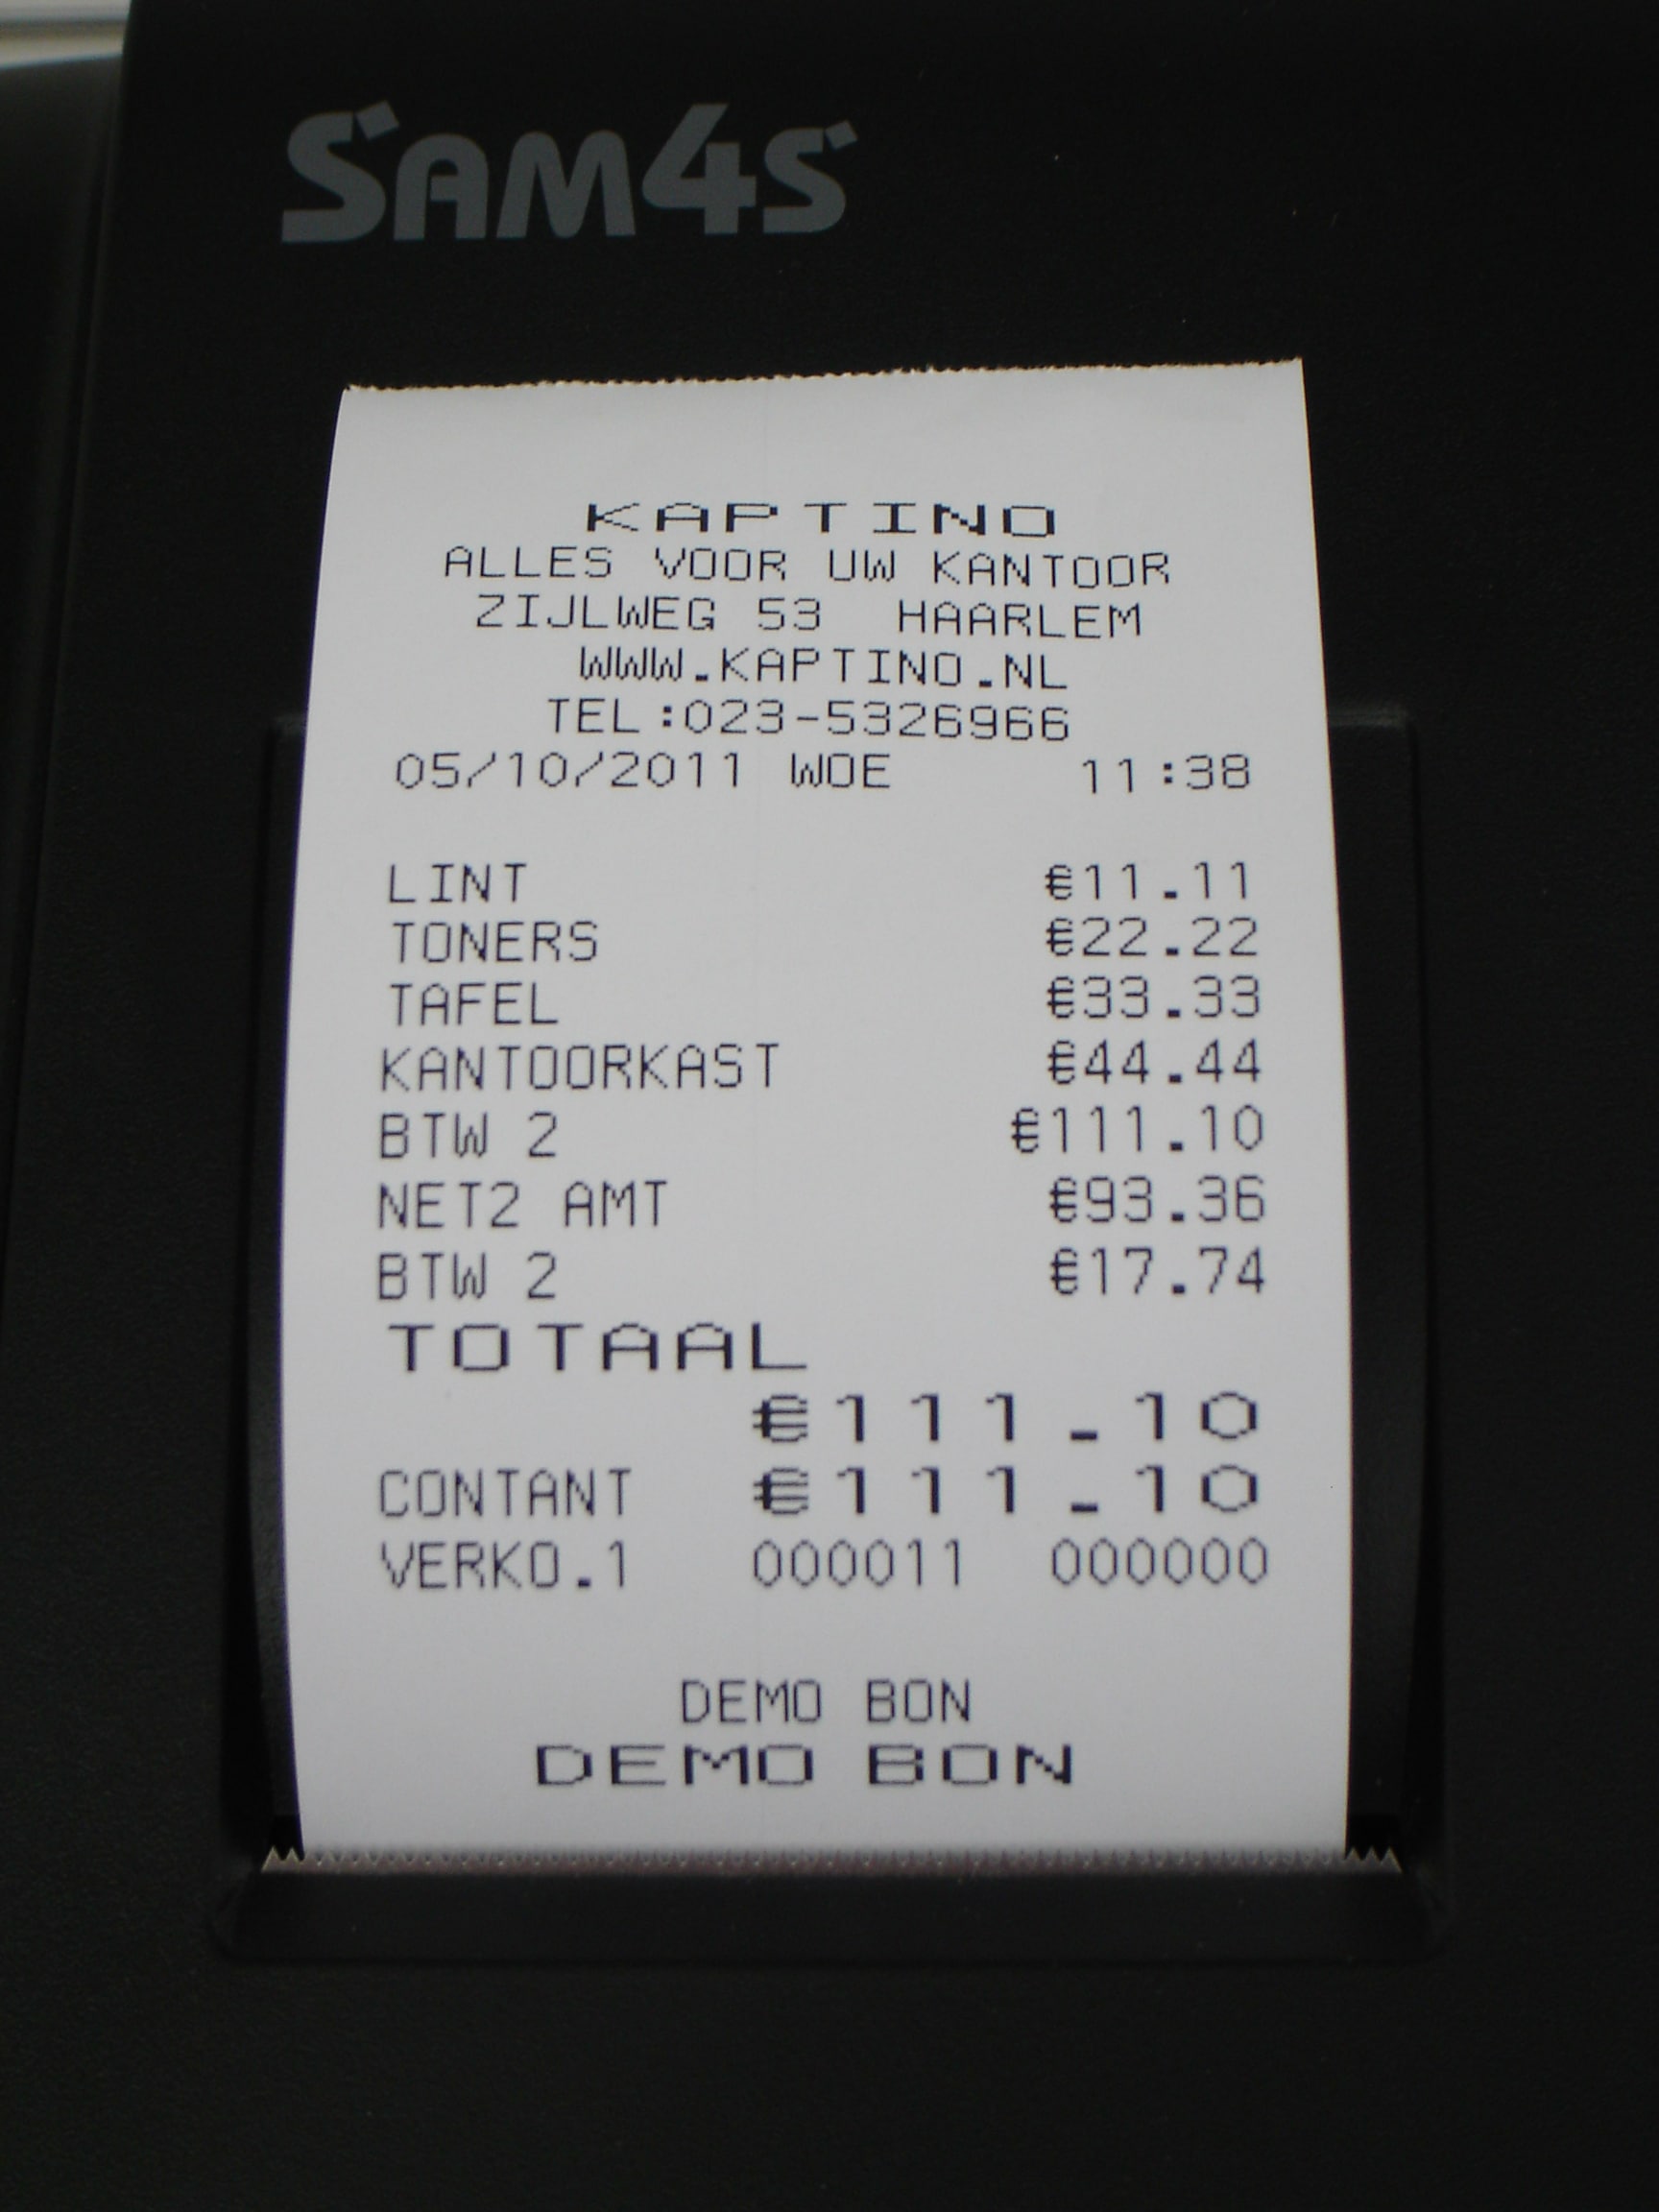 SAM4S
KAPTINO
ALLES VOOR UW KANTOOR
ZIJLWEG 53 HAARLEM
WWW.KAPTINO.NL
TEL:023-5326966
05/10/2011 WOE 11:38
LINT €11.11
TONERS €22.22
TAFEL €33.33
KANTOORKAST €44.44
BTW 2 €111.10
NET2 AMT €93.36
BTW 2 €17.74
TOTAAL
€111.10
CONTANT €111.10
VERKO.1 000011 000000
DEMO BON
DEMO BON